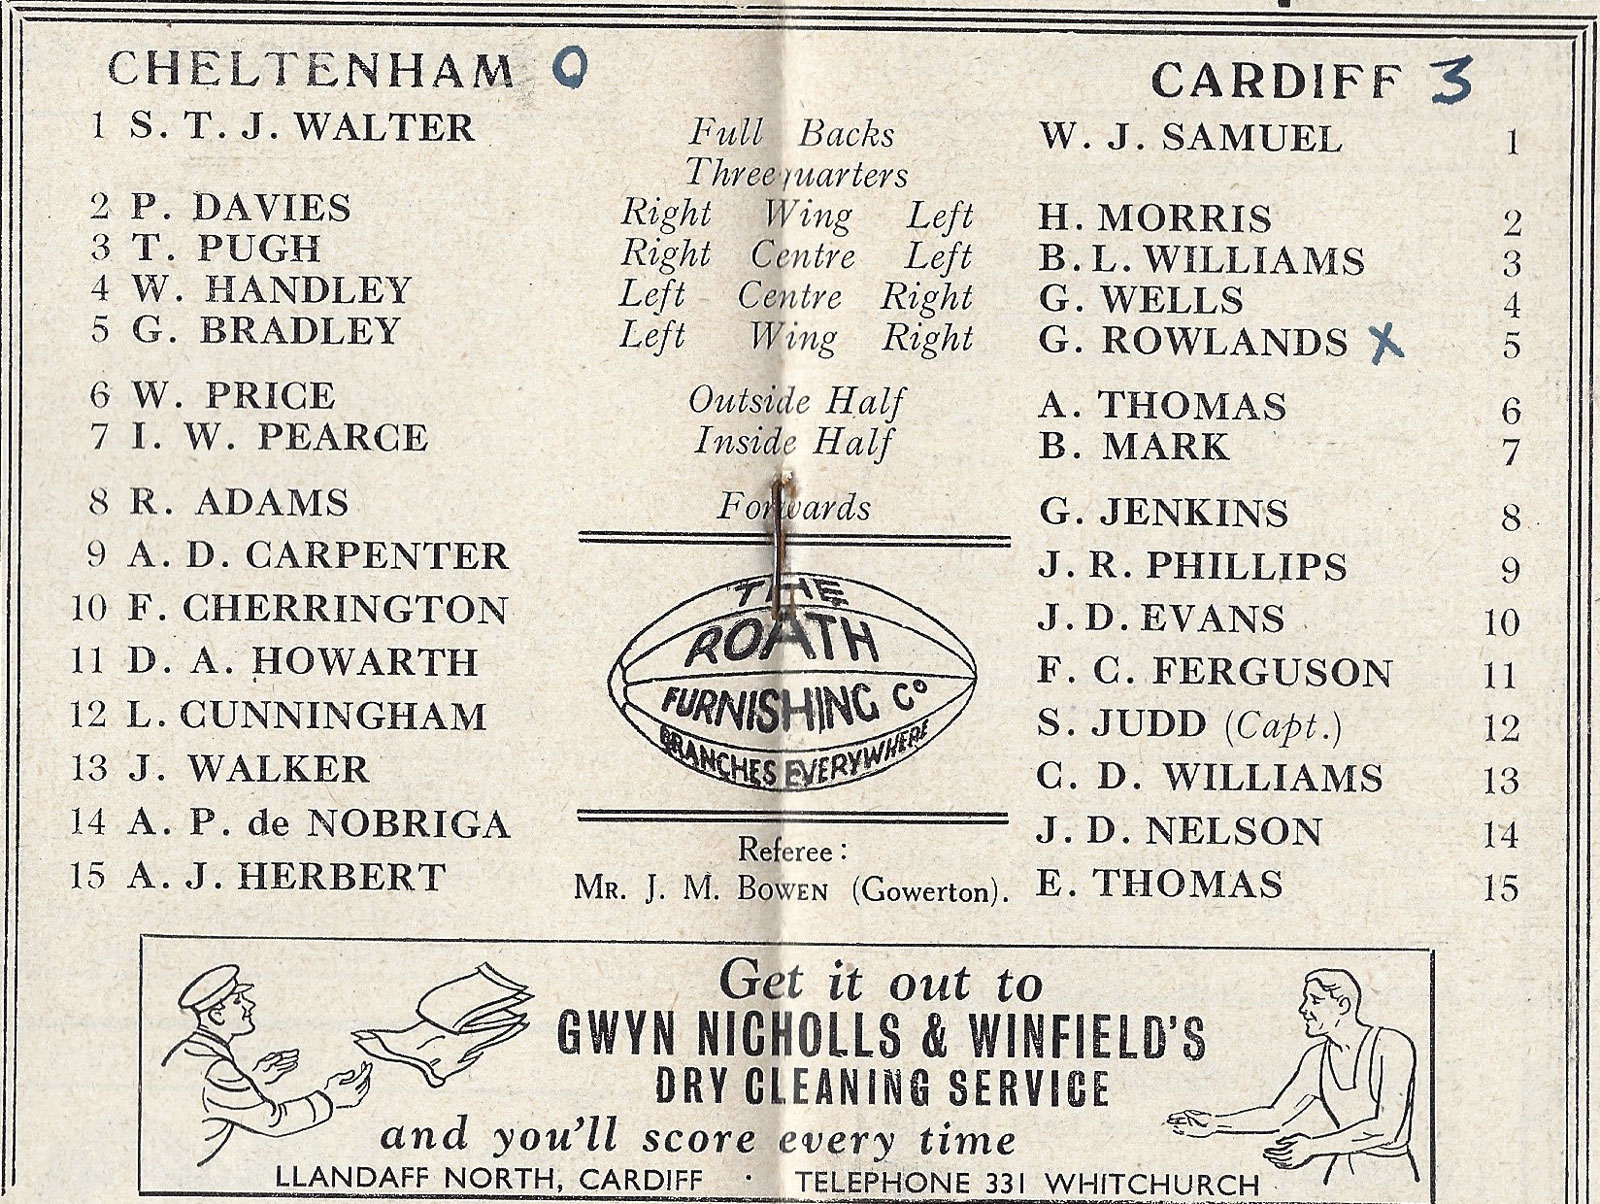 CHELTENHAM 0
CARDIFF 3
1 S. T. J. WALTER Full Backs W. J. SAMUEL 1
Threequarters
2 P. DAVIES Right Wing Left H. MORRIS 2
3 T. PUGH Right Centre Left B. L. WILLIAMS 3
4 W. HANDLEY Left Centre Right G. WELLS 4
5 G. BRADLEY Left Wing Right G. ROWLANDS X 5
6 W. PRICE Outside Half A. THOMAS 6
7 I. W. PEARCE Inside Half B. MARK 7
8 R. ADAMS Forwards G. JENKINS 8
9 A. D. CARPENTER J. R. PHILLIPS 9
10 F. CHERRINGTON J. D. EVANS 10
11 D. A. HOWARTH F. C. FERGUSON 11
12 L. CUNNINGHAM S. JUDD (Capt.) 12
13 J. WALKER C. D. WILLIAMS 13
14 A. P. de NOBRIGA J. D. NELSON 14
15 A. J. HERBERT E. THOMAS 15
THE
ROATH
FURNISHING Co
BRANCHES EVERYWHERE
Referee:
MR. J. M. BOWEN (Gowerton).
Get it out to
GWYN NICHOLLS & WINFIELD'S
DRY CLEANING SERVICE
and you'll score every time
LLANDAFF NORTH, CARDIFF · TELEPHONE 331 WHITCHURCH